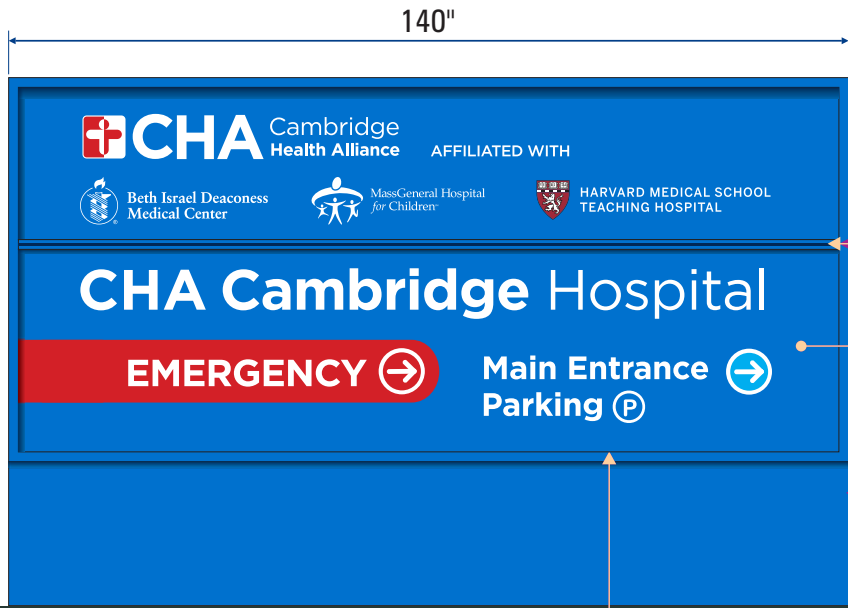 140"
CHA Cambridge
Health Alliance
AFFILIATED WITH
Beth Israel Deaconess
Medical Center
MassGeneral Hospital
for Children
HARVARD MEDICAL SCHOOL
TEACHING HOSPITAL
CHA Cambridge Hospital
EMERGENCY
Main Entrance
Parking P